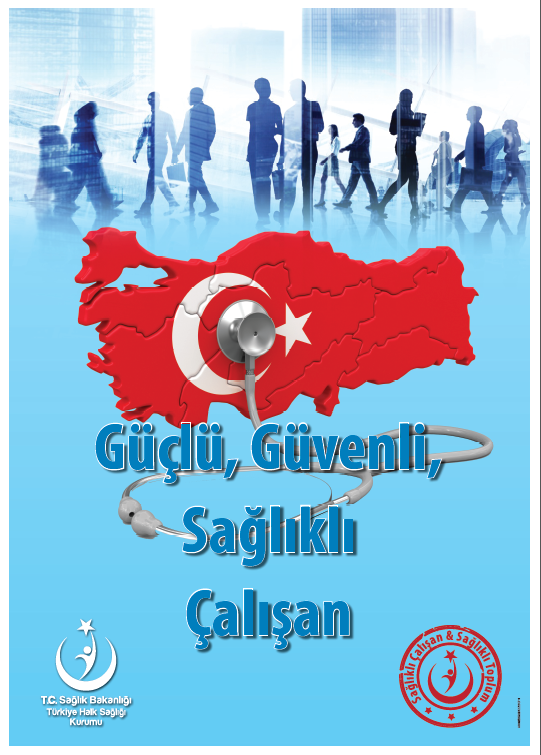 Güçlü, Güvenli,
Sağlıklı
Çalışan
T.C. Sağlık Bakanlığı
Türkiye Halk Sağlığı
Kurumu
Sağlıklı Çalışan & Sağlıklı Toplum